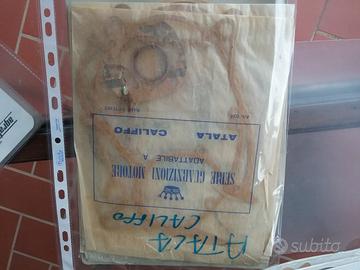 SERIE GUARNIZIONI MOTORE
ADATTABILE A
ATALA CALIFFO
ATALA
CALIFFO
subito